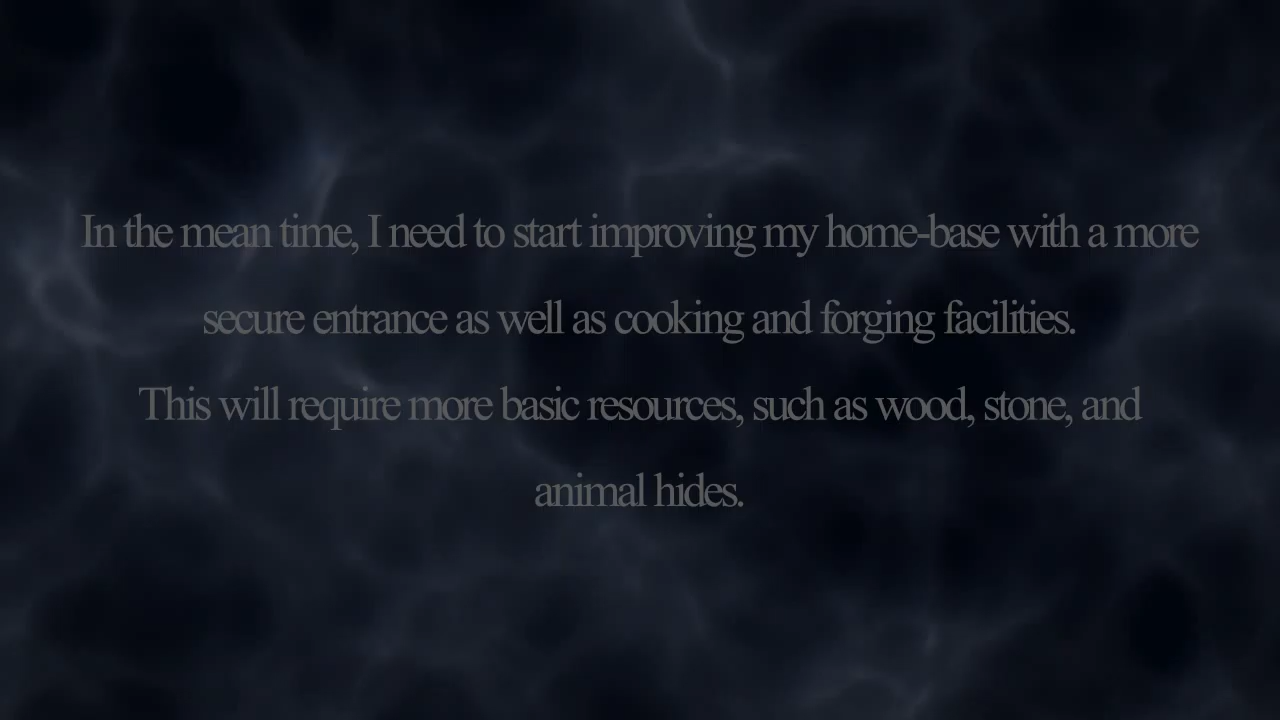 In the mean time, I need to start improving my home-base with a more
secure entrance as well as cooking and forging facilities.
This will require more basic resources, such as wood, stone, and
animal hides.